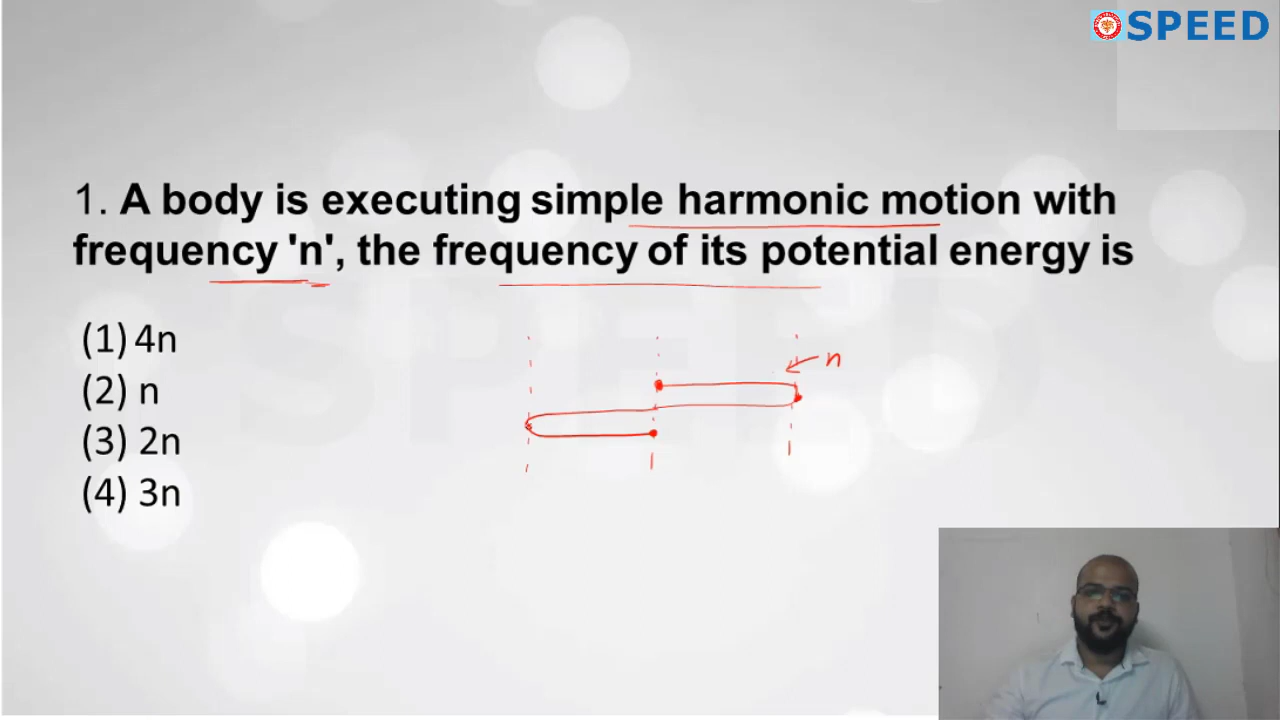 SPEED
1. A body is executing simple harmonic motion with
frequency 'n', the frequency of its potential energy is
(1) 4n
(2) n
(3) 2n
(4) 3n
n